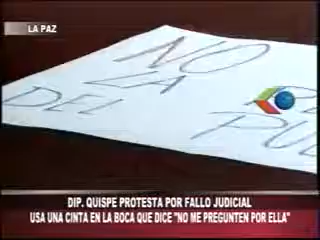 LA PAZ
NO
LA
DEL PU
DIP. QUISPE PROTESTA POR FALLO JUDICIAL
USA UNA CINTA EN LA BOCA QUE DICE "NO ME PREGUNTEN POR ELLA"